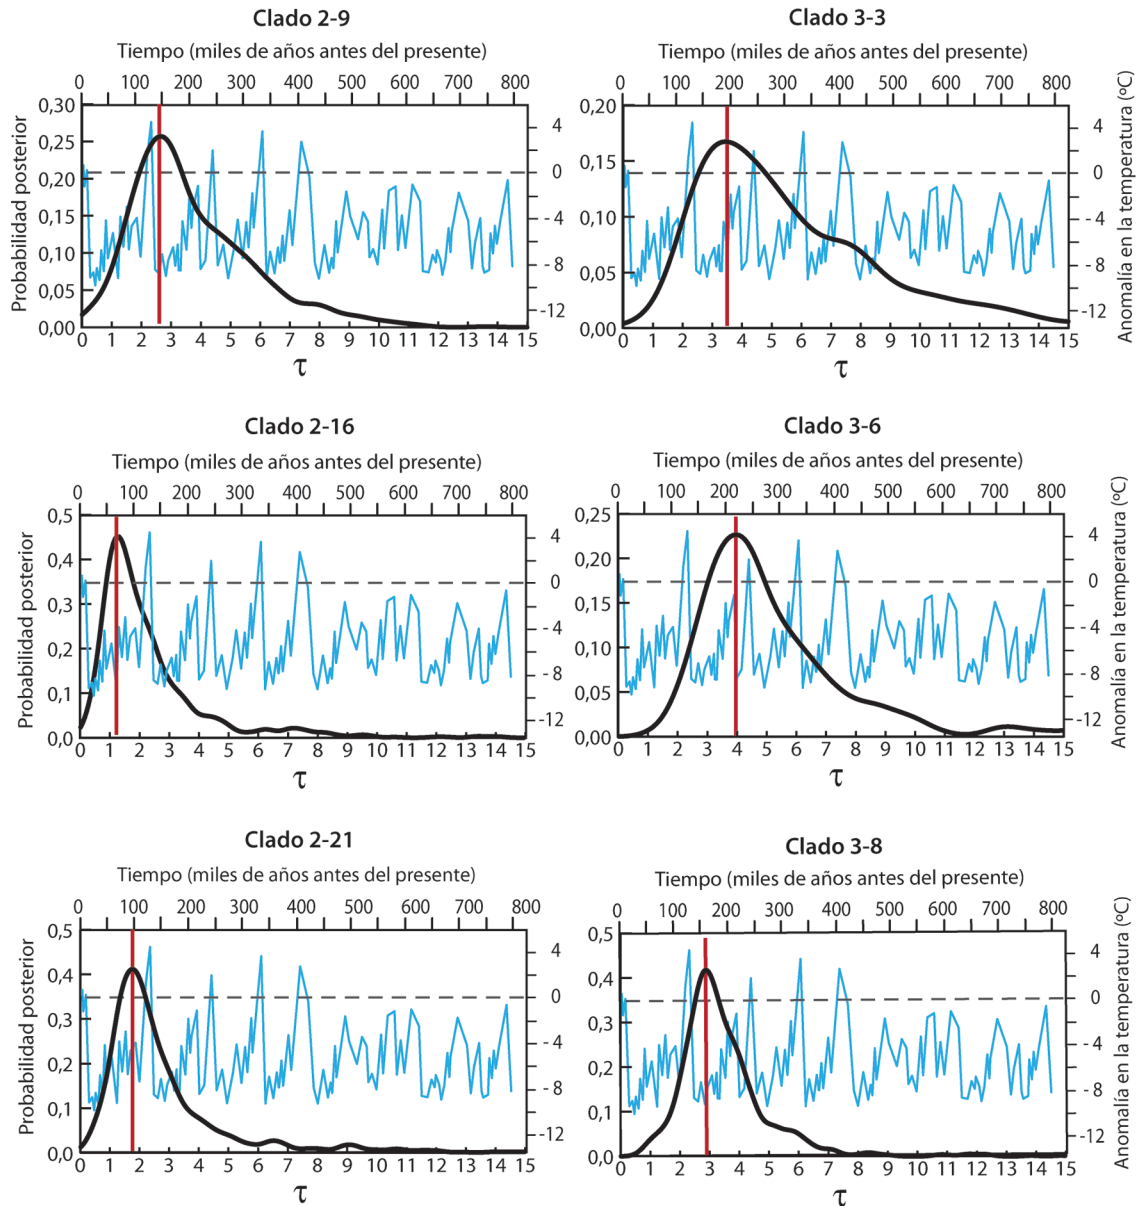 Clado 2-9
Tiempo (miles de años antes del presente)
0 100 200 300 400 500 600 700 800
0,30
0,25
0,20
0,15
0,10
0,05
0,00
Probabilidad posterior
4
0
- 4
- 8
-12
0 1 2 3 4 5 6 7 8 9 10 11 12 13 14 15
τ
Clado 3-3
Tiempo (miles de años antes del presente)
0 100 200 300 400 500 600 700 800
0,20
0,15
0,10
0,05
0,00
4
0
- 4
- 8
-12
Anomalía en la temperatura (ºC)
0 1 2 3 4 5 6 7 8 9 10 11 12 13 14 15
τ
Clado 2-16
Tiempo (miles de años antes del presente)
0 100 200 300 400 500 600 700 800
0,5
0,4
0,3
0,2
0,1
0,0
Probabilidad posterior
4
0
- 4
- 8
-12
0 1 2 3 4 5 6 7 8 9 10 11 12 13 14 15
τ
Clado 3-6
Tiempo (miles de años antes del presente)
0 100 200 300 400 500 600 700 800
0,25
0,20
0,15
0,10
0,05
0,00
4
0
- 4
- 8
-12
Anomalía en la temperatura (ºC)
0 1 2 3 4 5 6 7 8 9 10 11 12 13 14 15
τ
Clado 2-21
Tiempo (miles de años antes del presente)
0 100 200 300 400 500 600 700 800
0,5
0,4
0,3
0,2
0,1
0,0
Probabilidad posterior
4
0
- 4
- 8
-12
0 1 2 3 4 5 6 7 8 9 10 11 12 13 14 15
τ
Clado 3-8
Tiempo (miles de años antes del presente)
0 100 200 300 400 500 600 700 800
0,5
0,4
0,3
0,2
0,1
0,0
4
0
- 4
- 8
-12
Anomalía en la temperatura (ºC)
0 1 2 3 4 5 6 7 8 9 10 11 12 13 14 15
τ